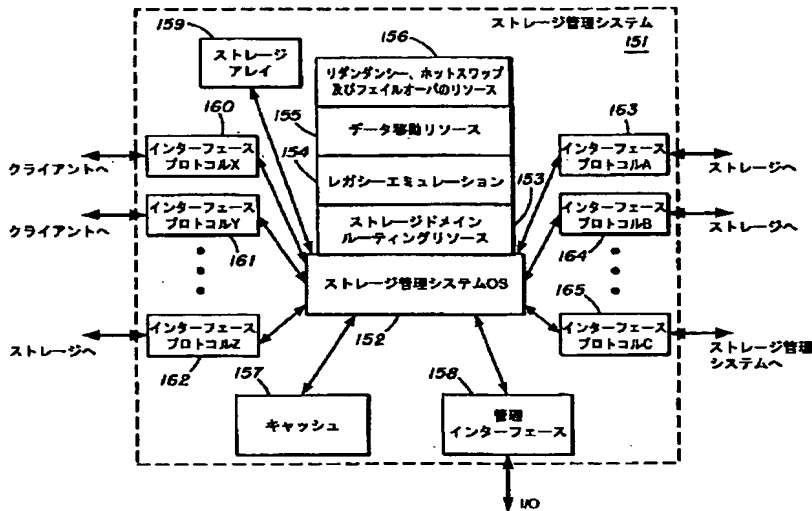 ストレージ管理システム
151
159
ストレージ
アレイ
156
リダンダンシー、ホットスワップ
及びフェイルオーバのリソース
155
データ移動リソース
154
レガシーエミュレーション
153
ストレージドメイン
ルーティングリソース
160
インターフェース
プロトコルX
クライアントへ
インターフェース
プロトコルY
161
クライアントへ
インターフェース
プロトコルZ
162
ストレージへ
163
インターフェース
プロトコルA
ストレージへ
インターフェース
プロトコルB
164
ストレージへ
165
インターフェース
プロトコルC
ストレージ管理
システムへ
ストレージ管理システムOS
152
157
キャッシュ
158
管理
インターフェース
I/O